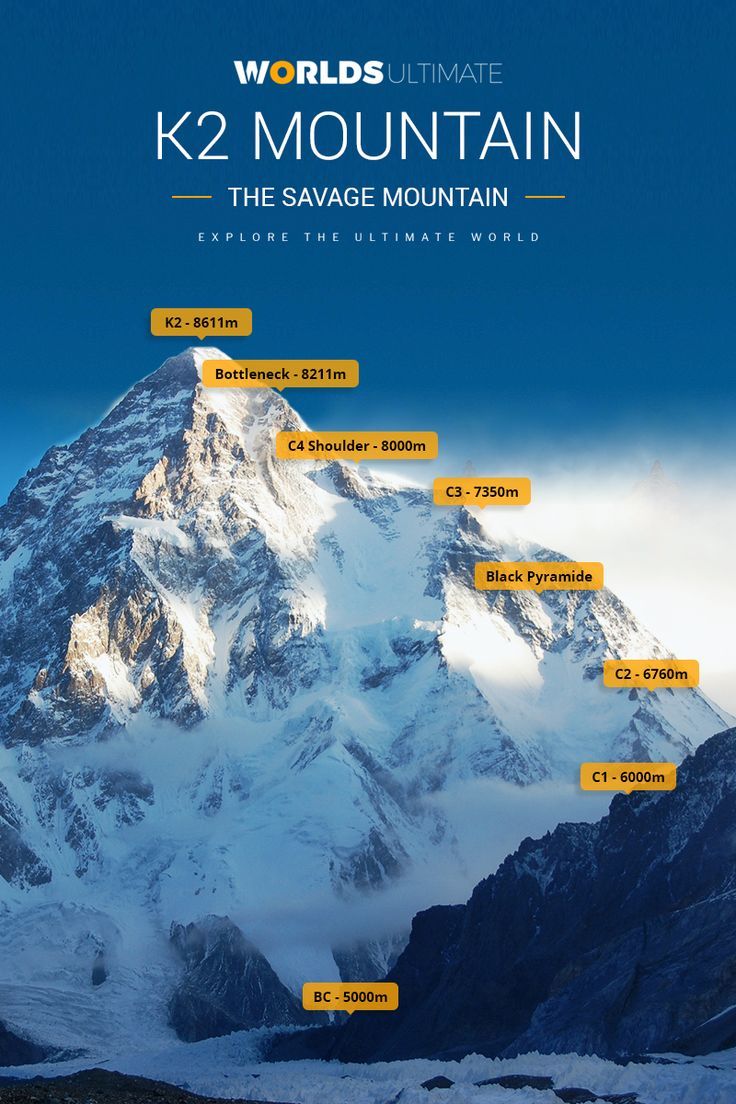 WORLDSULTIMATE
K2 MOUNTAIN
THE SAVAGE MOUNTAIN
EXPLORE THE ULTIMATE WORLD
K2 - 8611m
Bottleneck - 8211m
C4 Shoulder - 8000m
C3 - 7350m
Black Pyramide
C2 - 6760m
C1 - 6000m
BC - 5000m